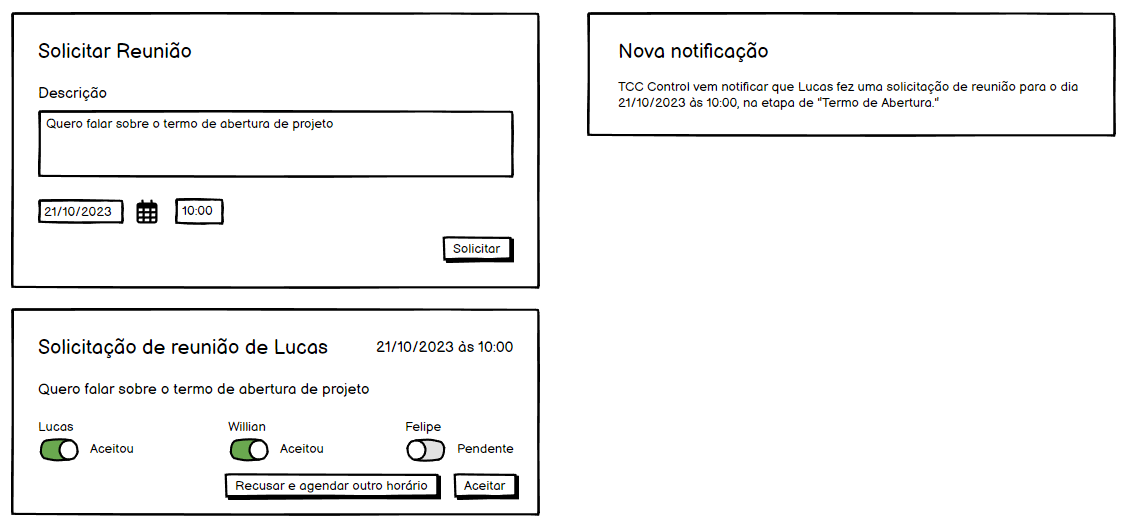 Solicitar Reunião
Descrição
Quero falar sobre o termo de abertura de projeto
21/10/2023
10:00
Solicitar
Nova notificação
TCC Control vem notificar que Lucas fez uma solicitação de reunião para o dia
21/10/2023 às 10:00, na etapa de "Termo de Abertura."
Solicitação de reunião de Lucas
21/10/2023 às 10:00
Quero falar sobre o termo de abertura de projeto
Lucas
Aceitou
Willian
Aceitou
Felipe
Pendente
Recusar e agendar outro horário
Aceitar